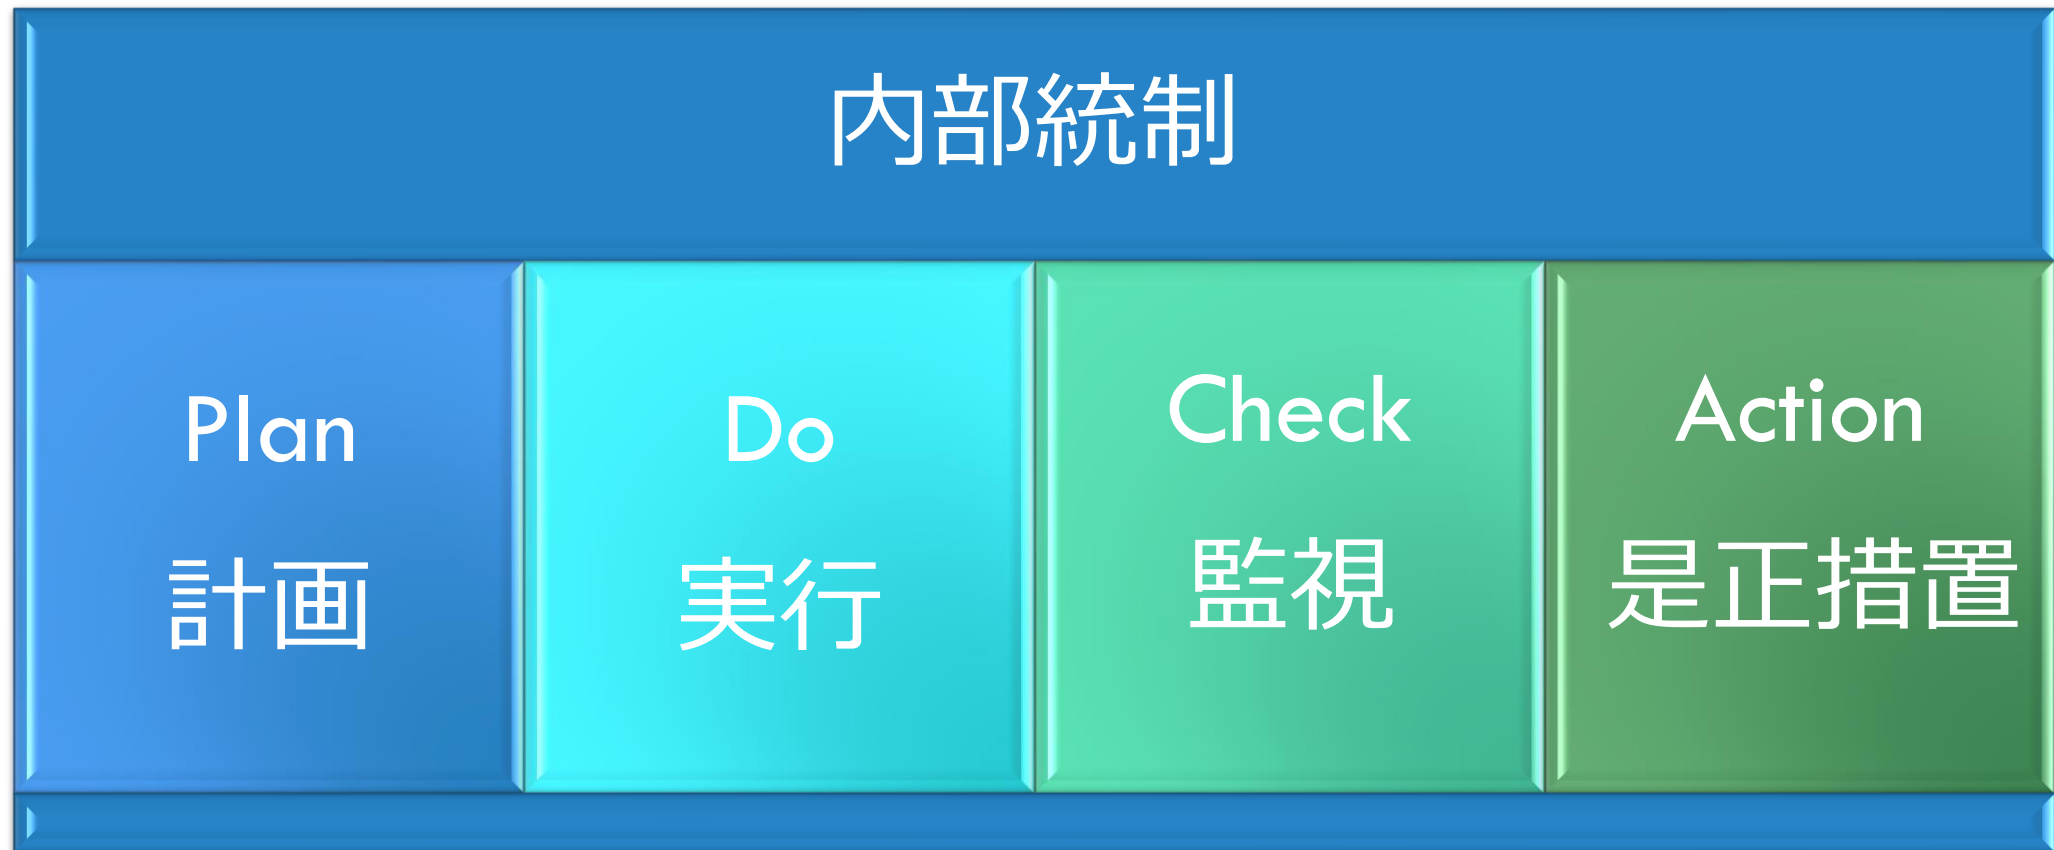 内部統制
Plan
計画
Do
実行
Check
監視
Action
是正措置